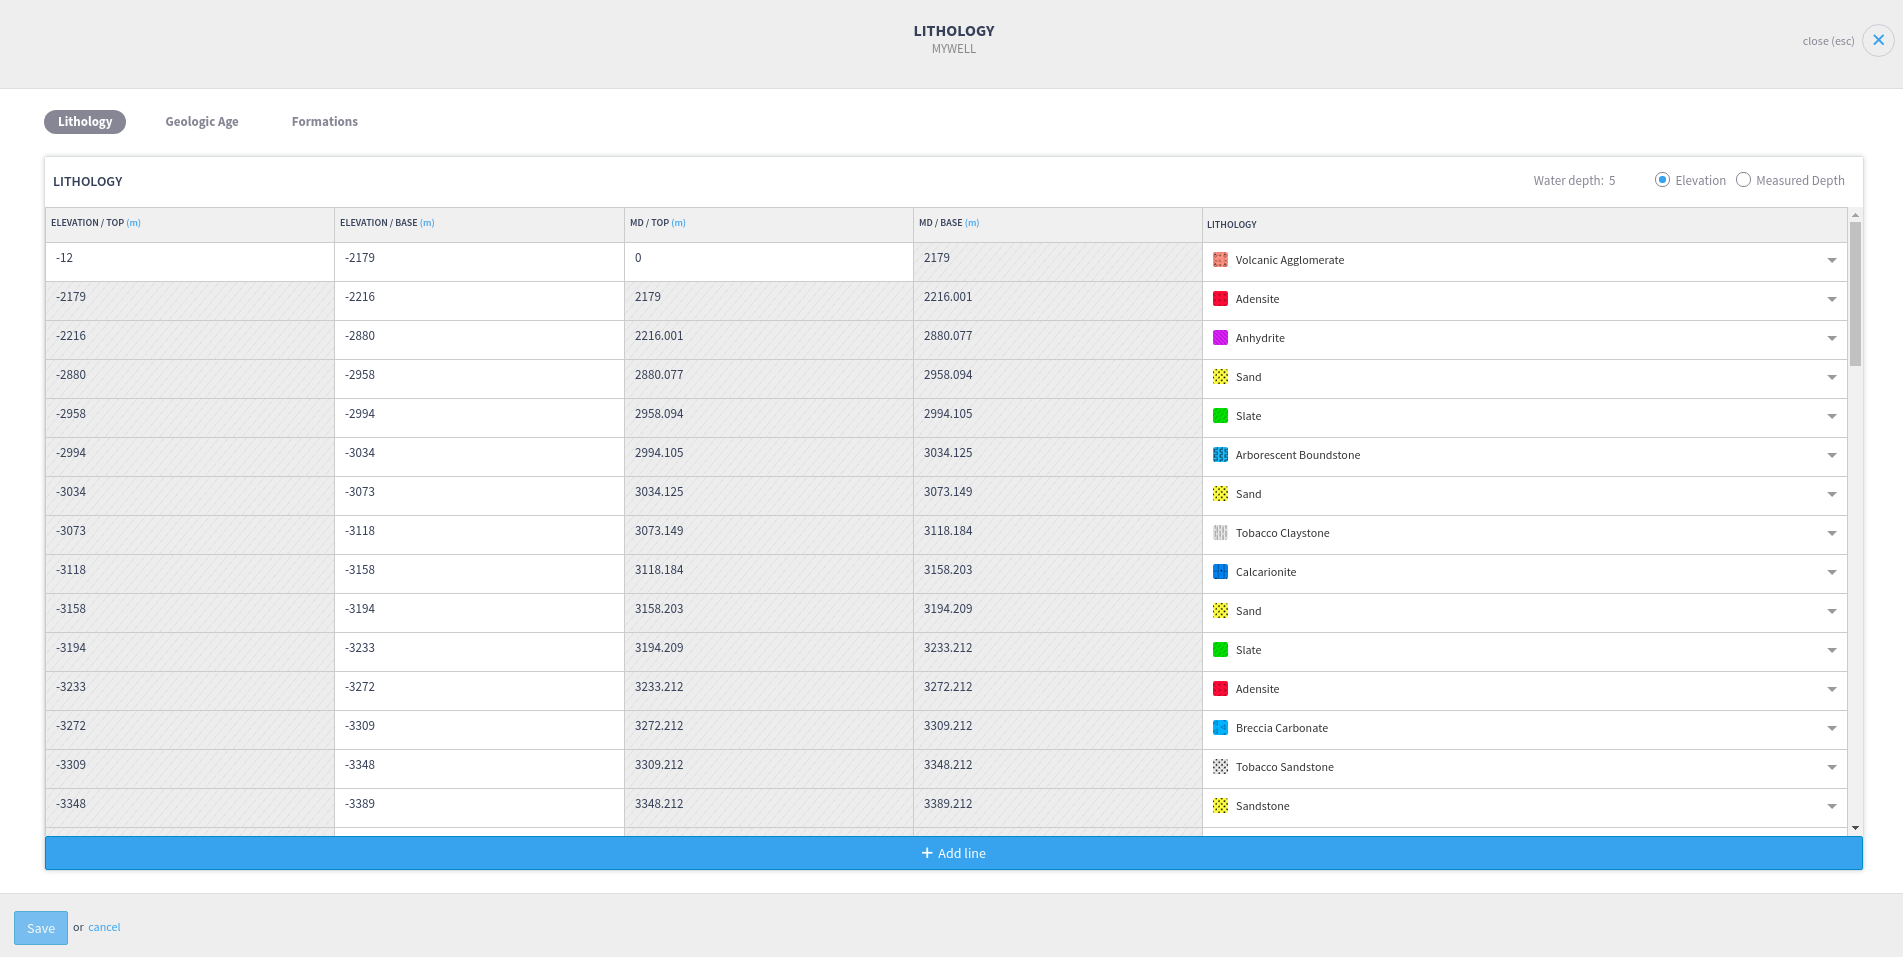 LITHOLOGY
MYWELL
close (esc)
Lithology Geologic Age Formations
LITHOLOGY Water depth: 5 Elevation Measured Depth
ELEVATION / TOP (m) ELEVATION / BASE (m) MD / TOP (m) MD / BASE (m) LITHOLOGY
-12 -2179 0 2179 Volcanic Agglomerate
-2179 -2216 2179 2216.001 Adensite
-2216 -2880 2216.001 2880.077 Anhydrite
-2880 -2958 2880.077 2958.094 Sand
-2958 -2994 2958.094 2994.105 Slate
-2994 -3034 2994.105 3034.125 Arborescent Boundstone
-3034 -3073 3034.125 3073.149 Sand
-3073 -3118 3073.149 3118.184 Tobacco Claystone
-3118 -3158 3118.184 3158.203 Calcarionite
-3158 -3194 3158.203 3194.209 Sand
-3194 -3233 3194.209 3233.212 Slate
-3233 -3272 3233.212 3272.212 Adensite
-3272 -3309 3272.212 3309.212 Breccia Carbonate
-3309 -3348 3309.212 3348.212 Tobacco Sandstone
-3348 -3389 3348.212 3389.212 Sandstone
+ Add line
Save or cancel